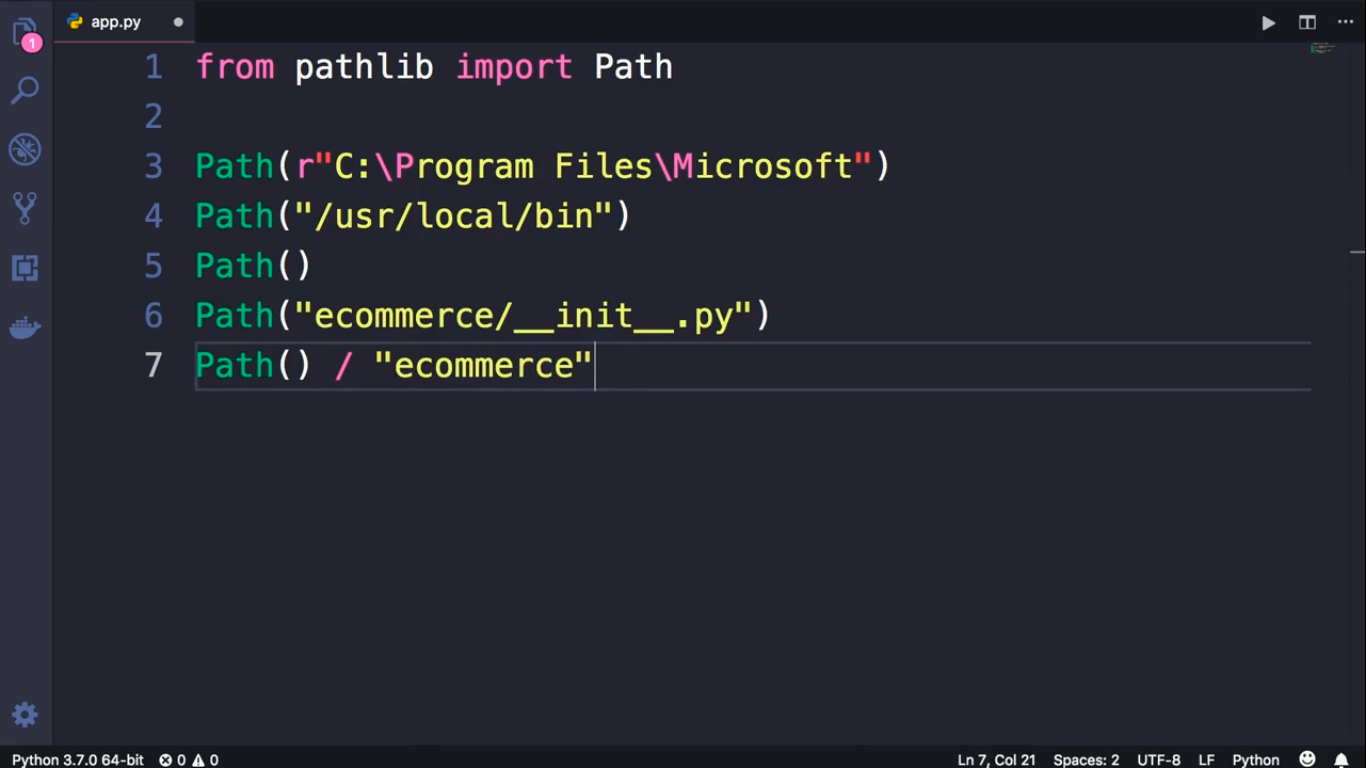 app.py
1
1 from pathlib import Path
2
3 Path(r"C:\Program Files\Microsoft")
4 Path("/usr/local/bin")
5 Path()
6 Path("ecommerce/__init__.py")
7 Path() / "ecommerce"
Python 3.7.0 64-bit 0 0 Ln 7, Col 21 Spaces: 2 UTF-8 LF Python